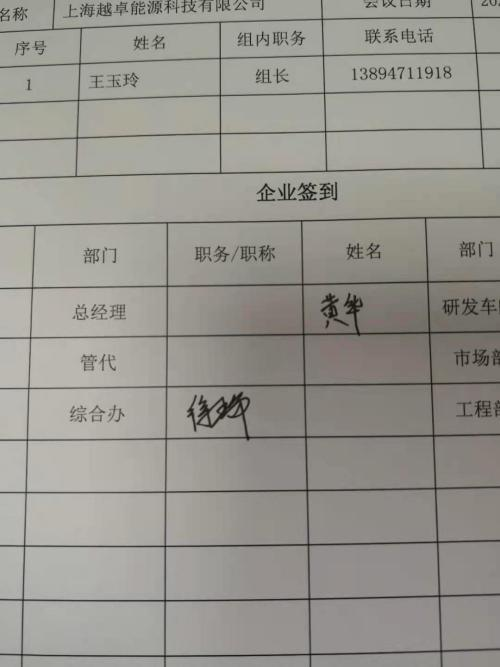 名称 上海越卓能源科技有限公司 会议日期 202
序号 姓名 组内职务 联系电话
1 王玉玲 组长 13894711918
企业签到
部门 职务/职称 姓名 部门
总经理 黄华 研发车
管代 市场部
综合办 工程部